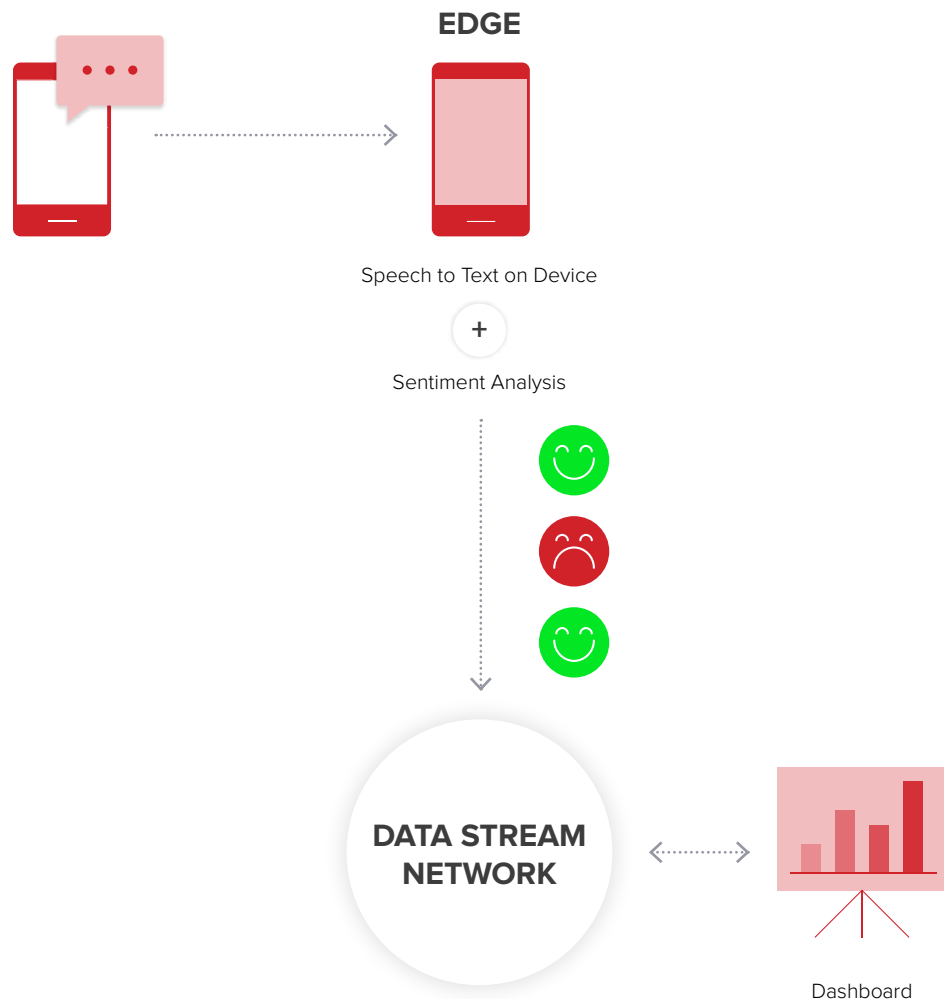 EDGE
Speech to Text on Device
+
Sentiment Analysis
DATA STREAM
NETWORK
Dashboard